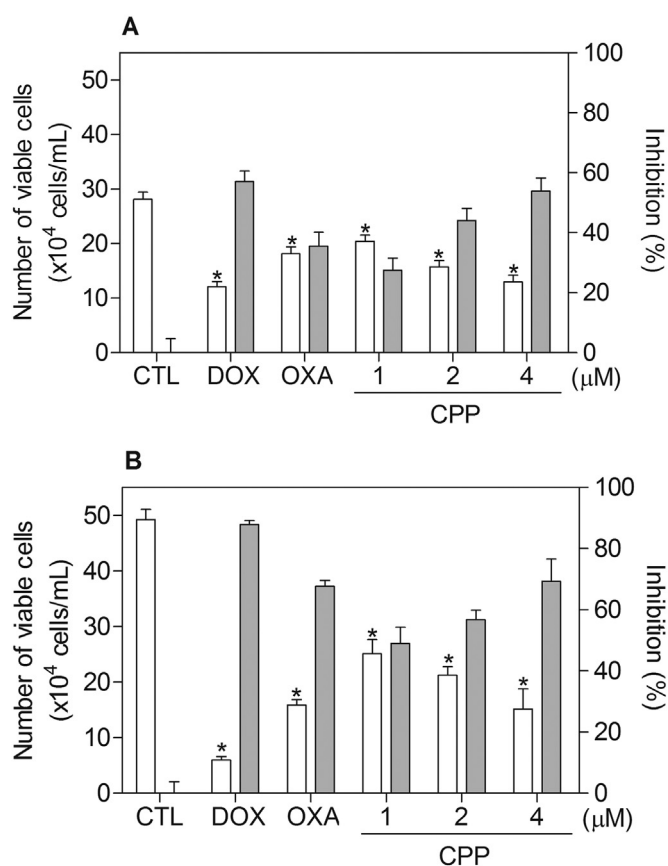 A
Number of viable cells
(x10⁴ cells/mL)
50
40
30
20
10
0
100
80
60
40
20
0
Inhibition (%)
* * * * *
CTL DOX OXA 1 2 4 (μM)
CPP
B
Number of viable cells
(x10⁴ cells/mL)
50
40
30
20
10
0
100
80
60
40
20
0
Inhibition (%)
* * * * *
CTL DOX OXA 1 2 4 (μM)
CPP